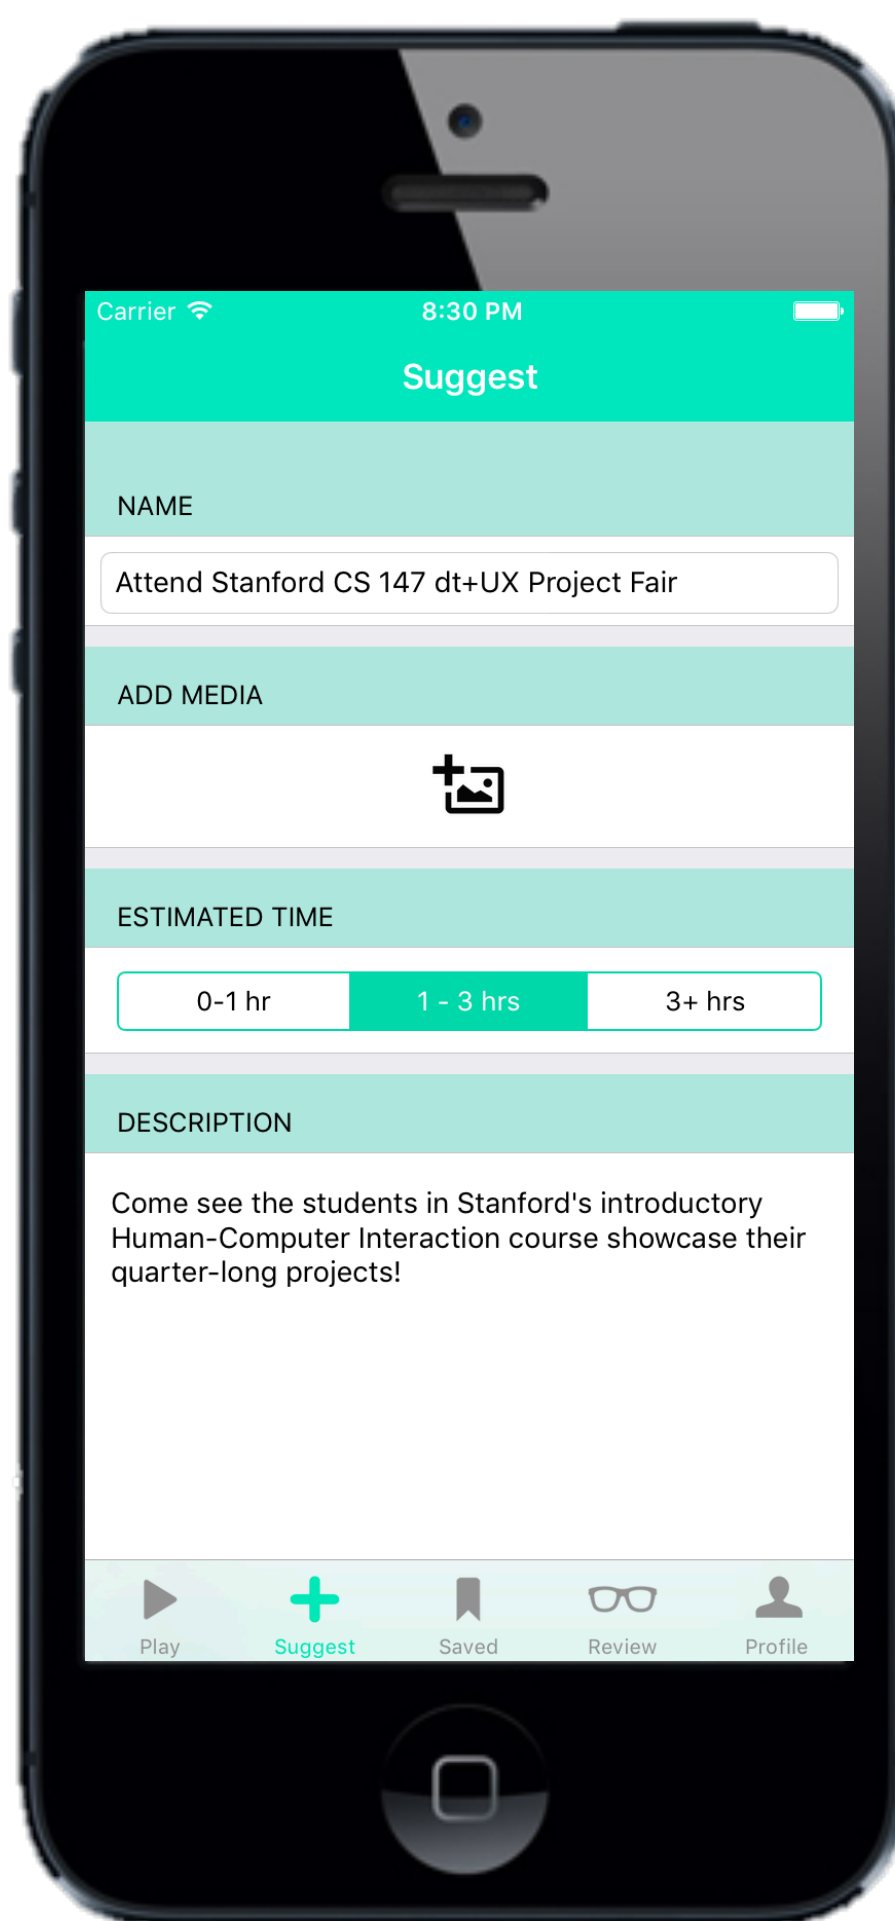 Carrier 8:30 PM
Suggest
NAME
Attend Stanford CS 147 dt+UX Project Fair
ADD MEDIA
ESTIMATED TIME
0-1 hr 1 - 3 hrs 3+ hrs
DESCRIPTION
Come see the students in Stanford's introductory
Human-Computer Interaction course showcase their
quarter-long projects!
Play Suggest Saved Review Profile